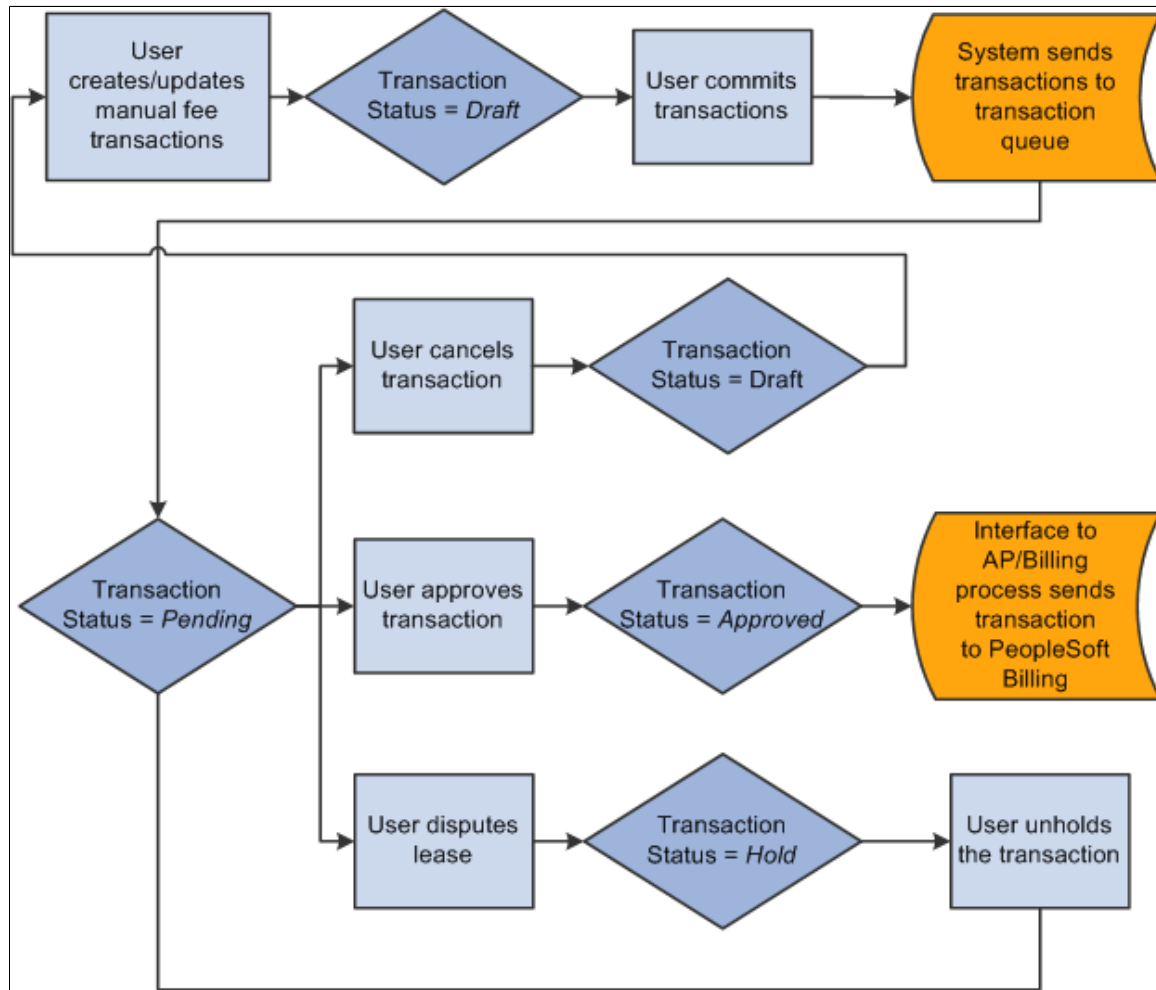 User
creates/updates
manual fee
transactions
Transaction
Status = Draft
User commits
transactions
System sends
transactions to
transaction
queue
User cancels
transaction
Transaction
Status = Draft
Transaction
Status = Pending
User approves
transaction
Transaction
Status = Approved
Interface to
AP/Billing
process sends
transaction
to PeopleSoft
Billing
User disputes
lease
Transaction
Status = Hold
User unholds
the transaction